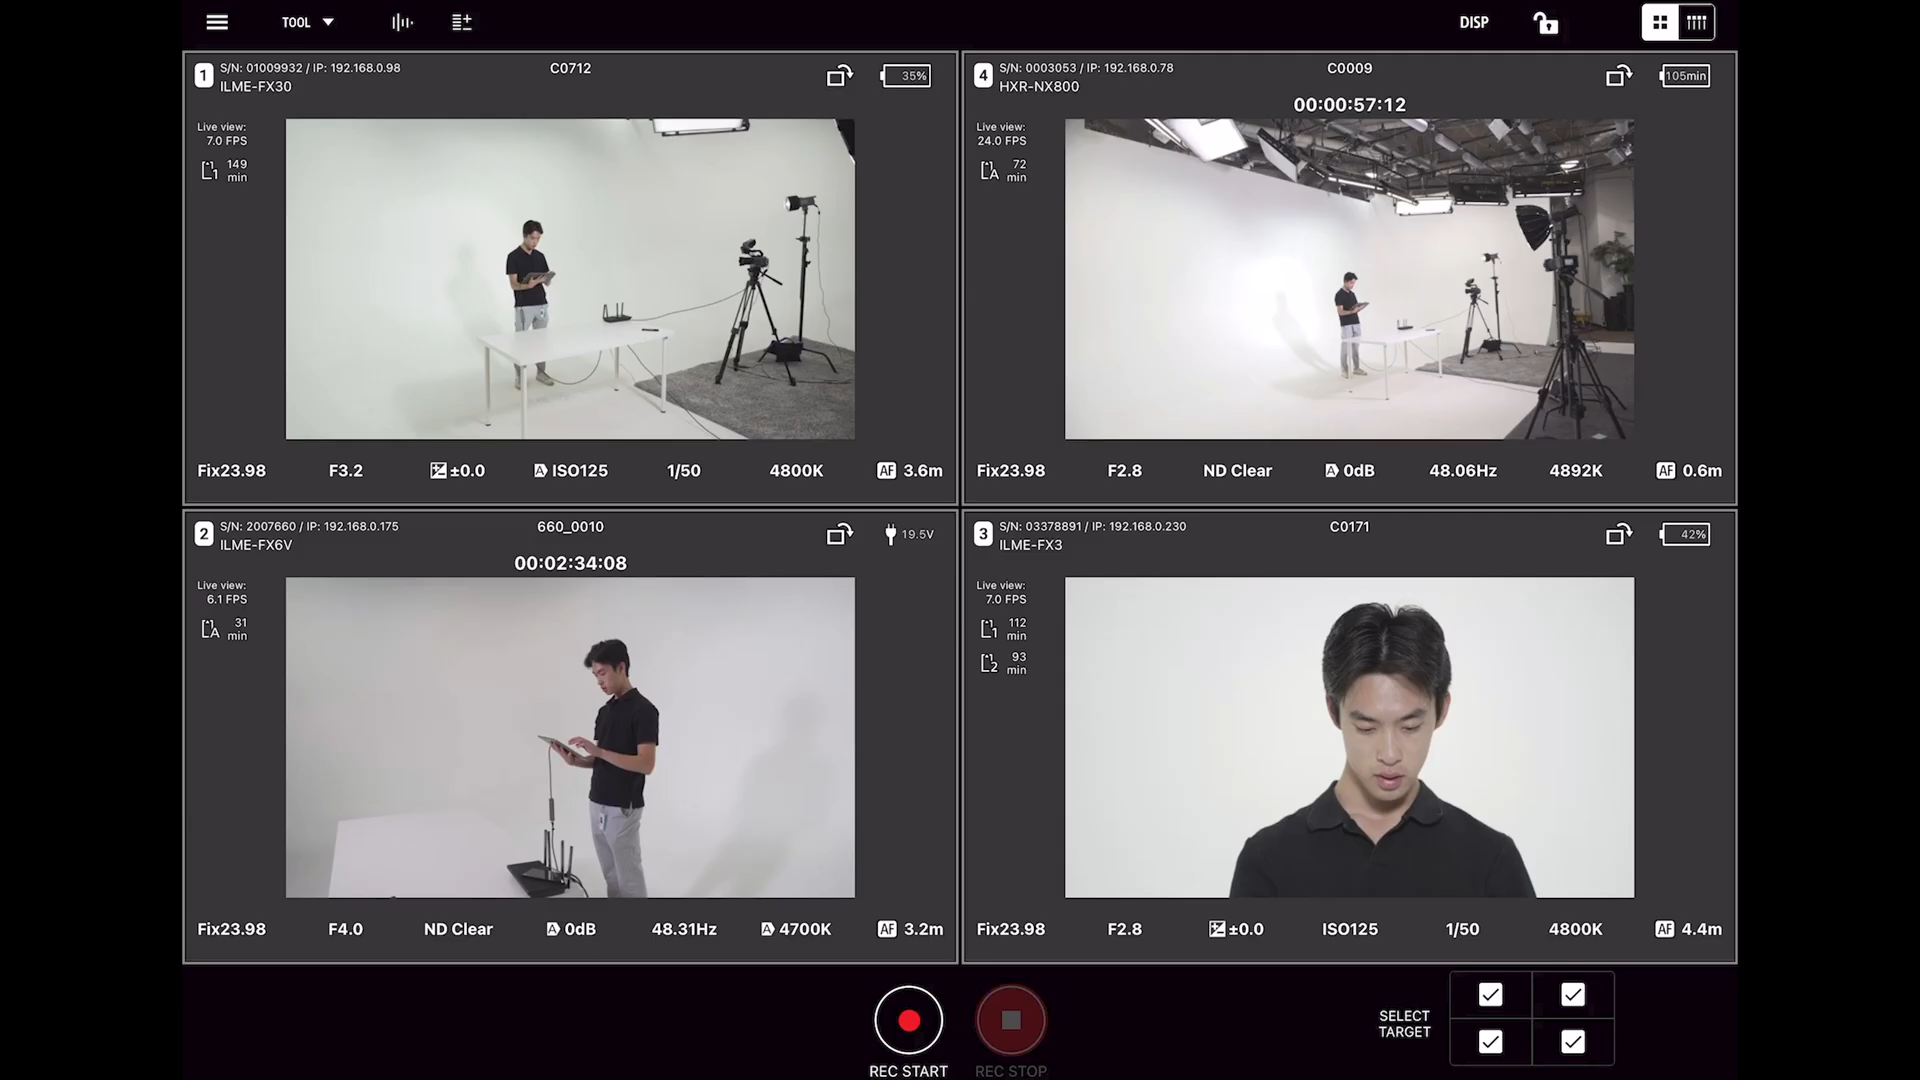 TOOL
DISP
1 S/N: 01009932 / IP: 192.168.0.98 C0712 35%
ILME-FX30
Live view:
7.0 FPS
1 149
min
Fix23.98 F3.2 ±0.0 A ISO125 1/50 4800K AF 3.6m
4 S/N: 0003053 / IP: 192.168.0.78 C0009 105min
HXR-NX800
00:00:57:12
Live view:
24.0 FPS
A 72
min
Fix23.98 F2.8 ND Clear A 0dB 48.06Hz 4892K AF 0.6m
2 S/N: 2007660 / IP: 192.168.0.175 660_0010 19.5V
ILME-FX6V
00:02:34:08
Live view:
6.1 FPS
A 31
min
Fix23.98 F4.0 ND Clear A 0dB 48.31Hz A 4700K AF 3.2m
3 S/N: 03378891 / IP: 192.168.0.230 C0171 42%
ILME-FX3
Live view:
7.0 FPS
1 112
min
2 93
min
Fix23.98 F2.8 ±0.0 ISO125 1/50 4800K AF 4.4m
REC START
REC STOP
SELECT
TARGET